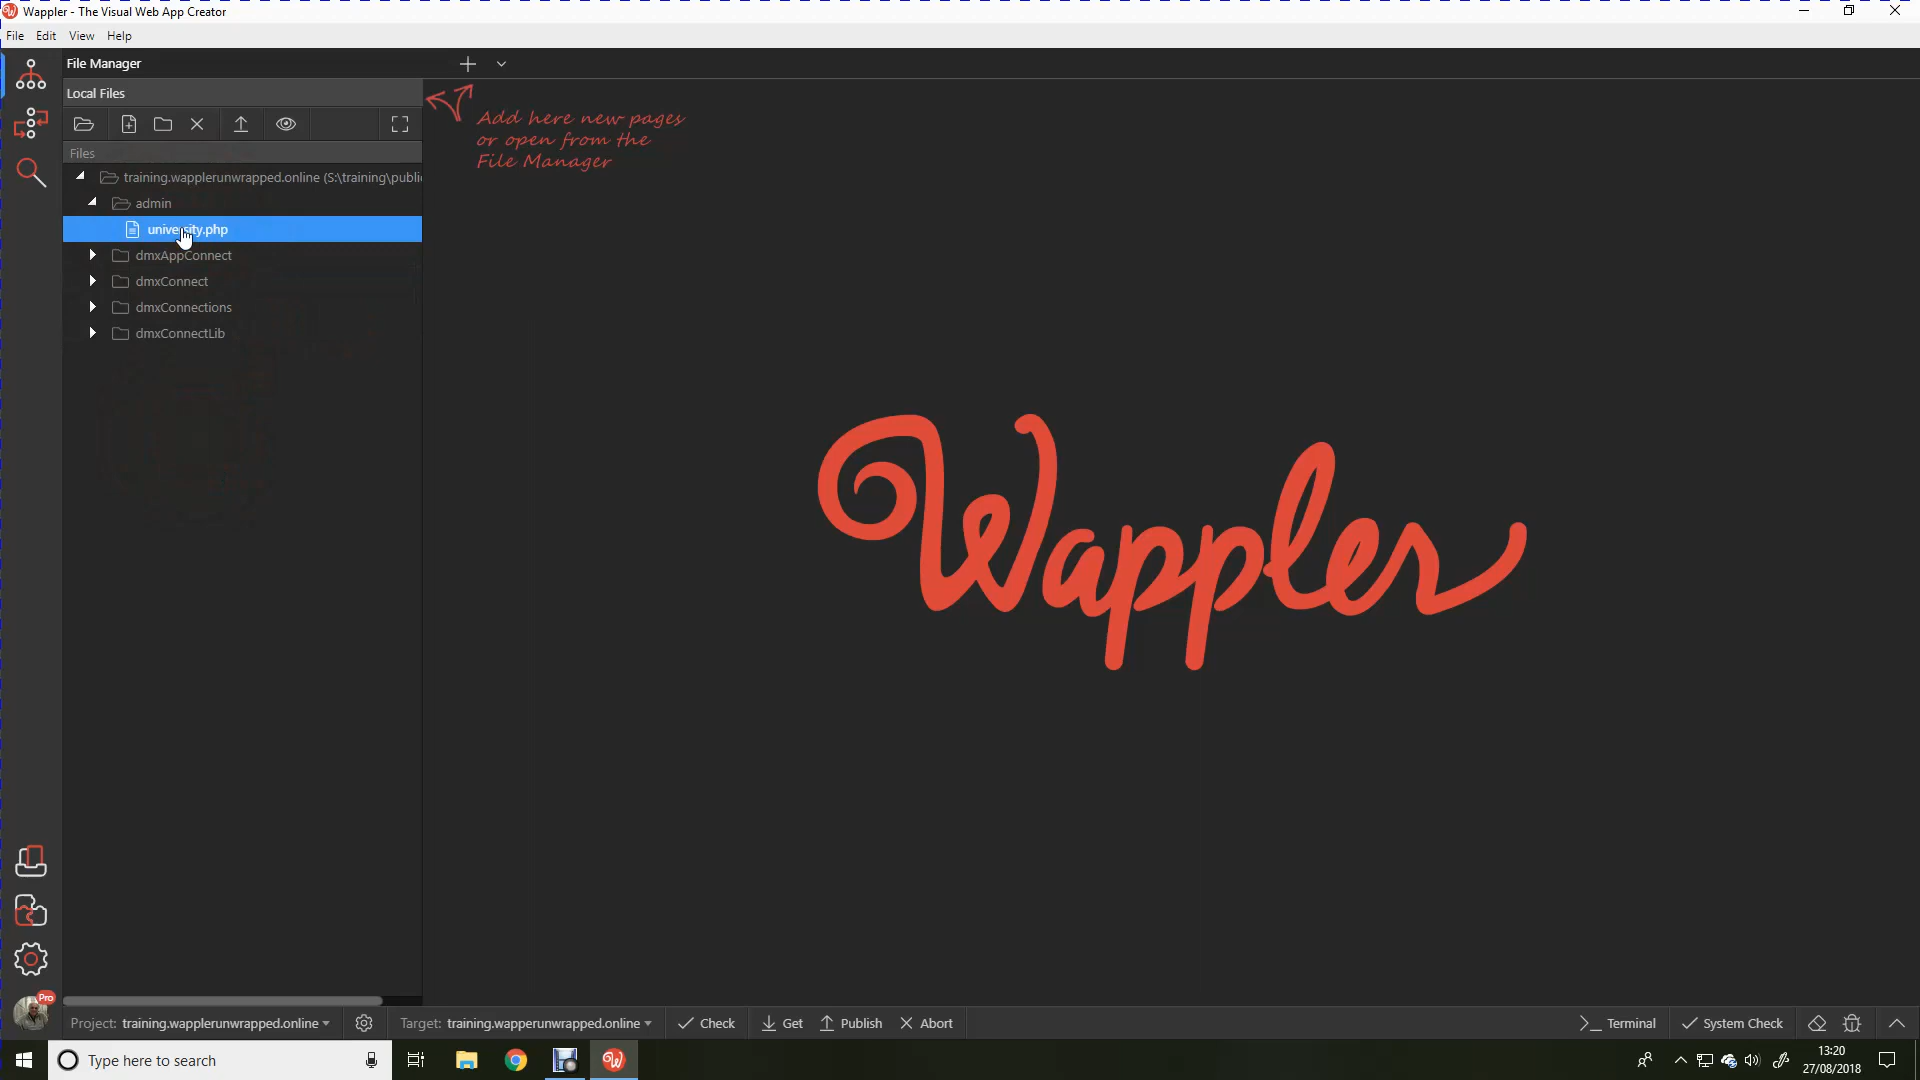 Wappler - The Visual Web App Creator
File Edit View Help
File Manager
Local Files
Add here new pages
or open from the
File Manager
Files
training.wapplerunwrapped.online (S:\training\public
admin
university.php
dmxAppConnect
dmxConnect
dmxConnections
dmxConnectLib
Wappler
Pro
Project: training.wapplerunwrapped.online Target: training.wapperunwrapped.online Check Get Publish Abort Terminal System Check
Type here to search
13:20
27/08/2018